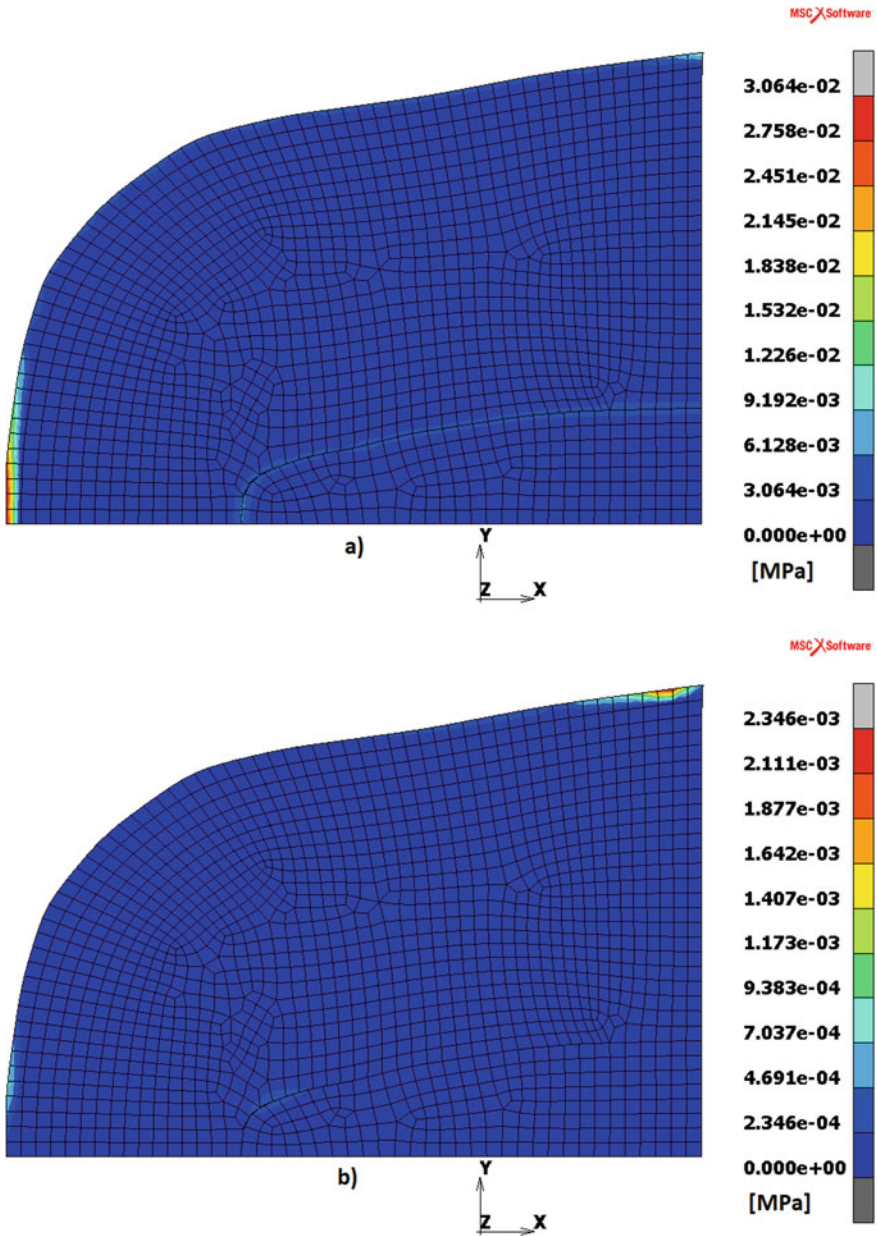 MSC Software
3.064e-02
2.758e-02
2.451e-02
2.145e-02
1.838e-02
1.532e-02
1.226e-02
9.192e-03
6.128e-03
3.064e-03
0.000e+00
[MPa]
a)
Y
Z X
MSC Software
2.346e-03
2.111e-03
1.877e-03
1.642e-03
1.407e-03
1.173e-03
9.383e-04
7.037e-04
4.691e-04
2.346e-04
0.000e+00
[MPa]
b)
Y
Z X